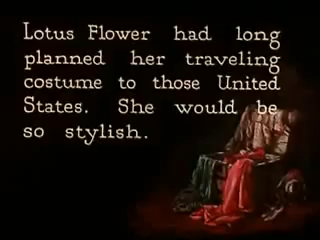 Lotus Flower had long
planned her traveling
costume to those United
States. She would be
so stylish.